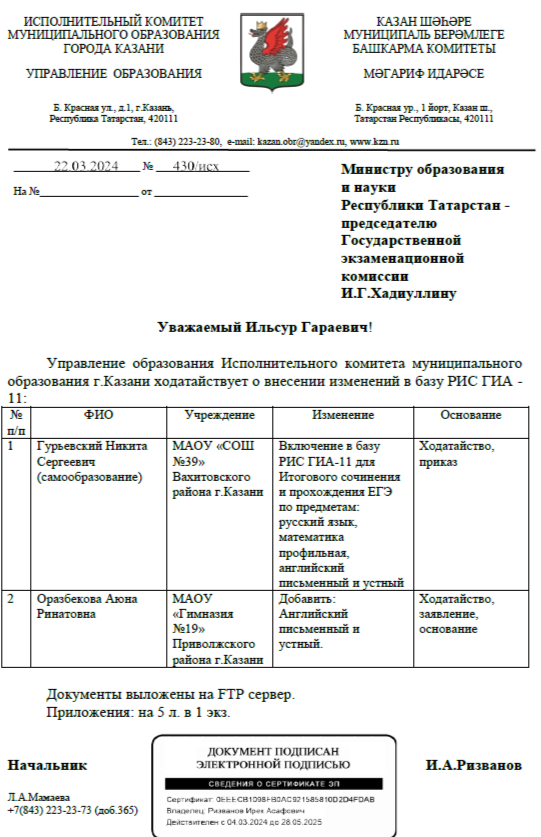 ИСПОЛНИТЕЛЬНЫЙ КОМИТЕТ
МУНИЦИПАЛЬНОГО ОБРАЗОВАНИЯ
ГОРОДА КАЗАНИ
УПРАВЛЕНИЕ ОБРАЗОВАНИЯ
Б. Красная ул., д.1, г.Казань,
Республика Татарстан, 420111
КАЗАН ШӘҺӘРЕ
МУНИЦИПАЛЬ БЕРӘМЛЕГЕ
БАШКАРМА КОМИТЕТЫ
МӘГАРИФ ИДАРӘСЕ
Б. Красная ур., 1 йорт, Казан ш.,
Татарстан Республикасы, 420111
Тел.: (843) 223-23-80, e-mail: kazan.obr@yandex.ru, www.kzn.ru
22.03.2024 № 430/исх
На № от
Министру образования
и науки
Республики Татарстан -
председателю
Государственной
экзаменационной
комиссии
И.Г.Хадиуллину
Уважаемый Ильсур Гараевич!
Управление образования Исполнительного комитета муниципального
образования г.Казани ходатайствует о внесении изменений в базу РИС ГИА -
11:
№
п/п
ФИО
Учреждение
Изменение
Основание
1
Гурьевский Никита
Сергеевич
(самообразование)
МАОУ «СОШ
№39»
Вахитовского
района г.Казани
Включение в базу
РИС ГИА-11 для
Итогового сочинения
и прохождения ЕГЭ
по предметам:
русский язык,
математика
профильная,
английский
письменный и устный
Ходатайство,
приказ
2
Оразбекова Аюна
Ринатовна
МАОУ
«Гимназия
№19»
Приволжского
района г.Казани
Добавить:
Английский
письменный и
устный.
Ходатайство,
заявление,
основание
Документы выложены на FTP сервер.
Приложения: на 5 л. в 1 экз.
Начальник
ДОКУМЕНТ ПОДПИСАН
ЭЛЕКТРОННОЙ ПОДПИСЬЮ
СВЕДЕНИЯ О СЕРТИФИКАТЕ ЭП
Сертификат: 0EEECB1098FB0AC921585810D2D4FDAB
Владелец: Ризванов Ирек Асафович
Действителен с 04.03.2024 до 28.05.2025
И.А.Ризванов
Л.А.Мамаева
+7(843) 223-23-73 (доб.365)